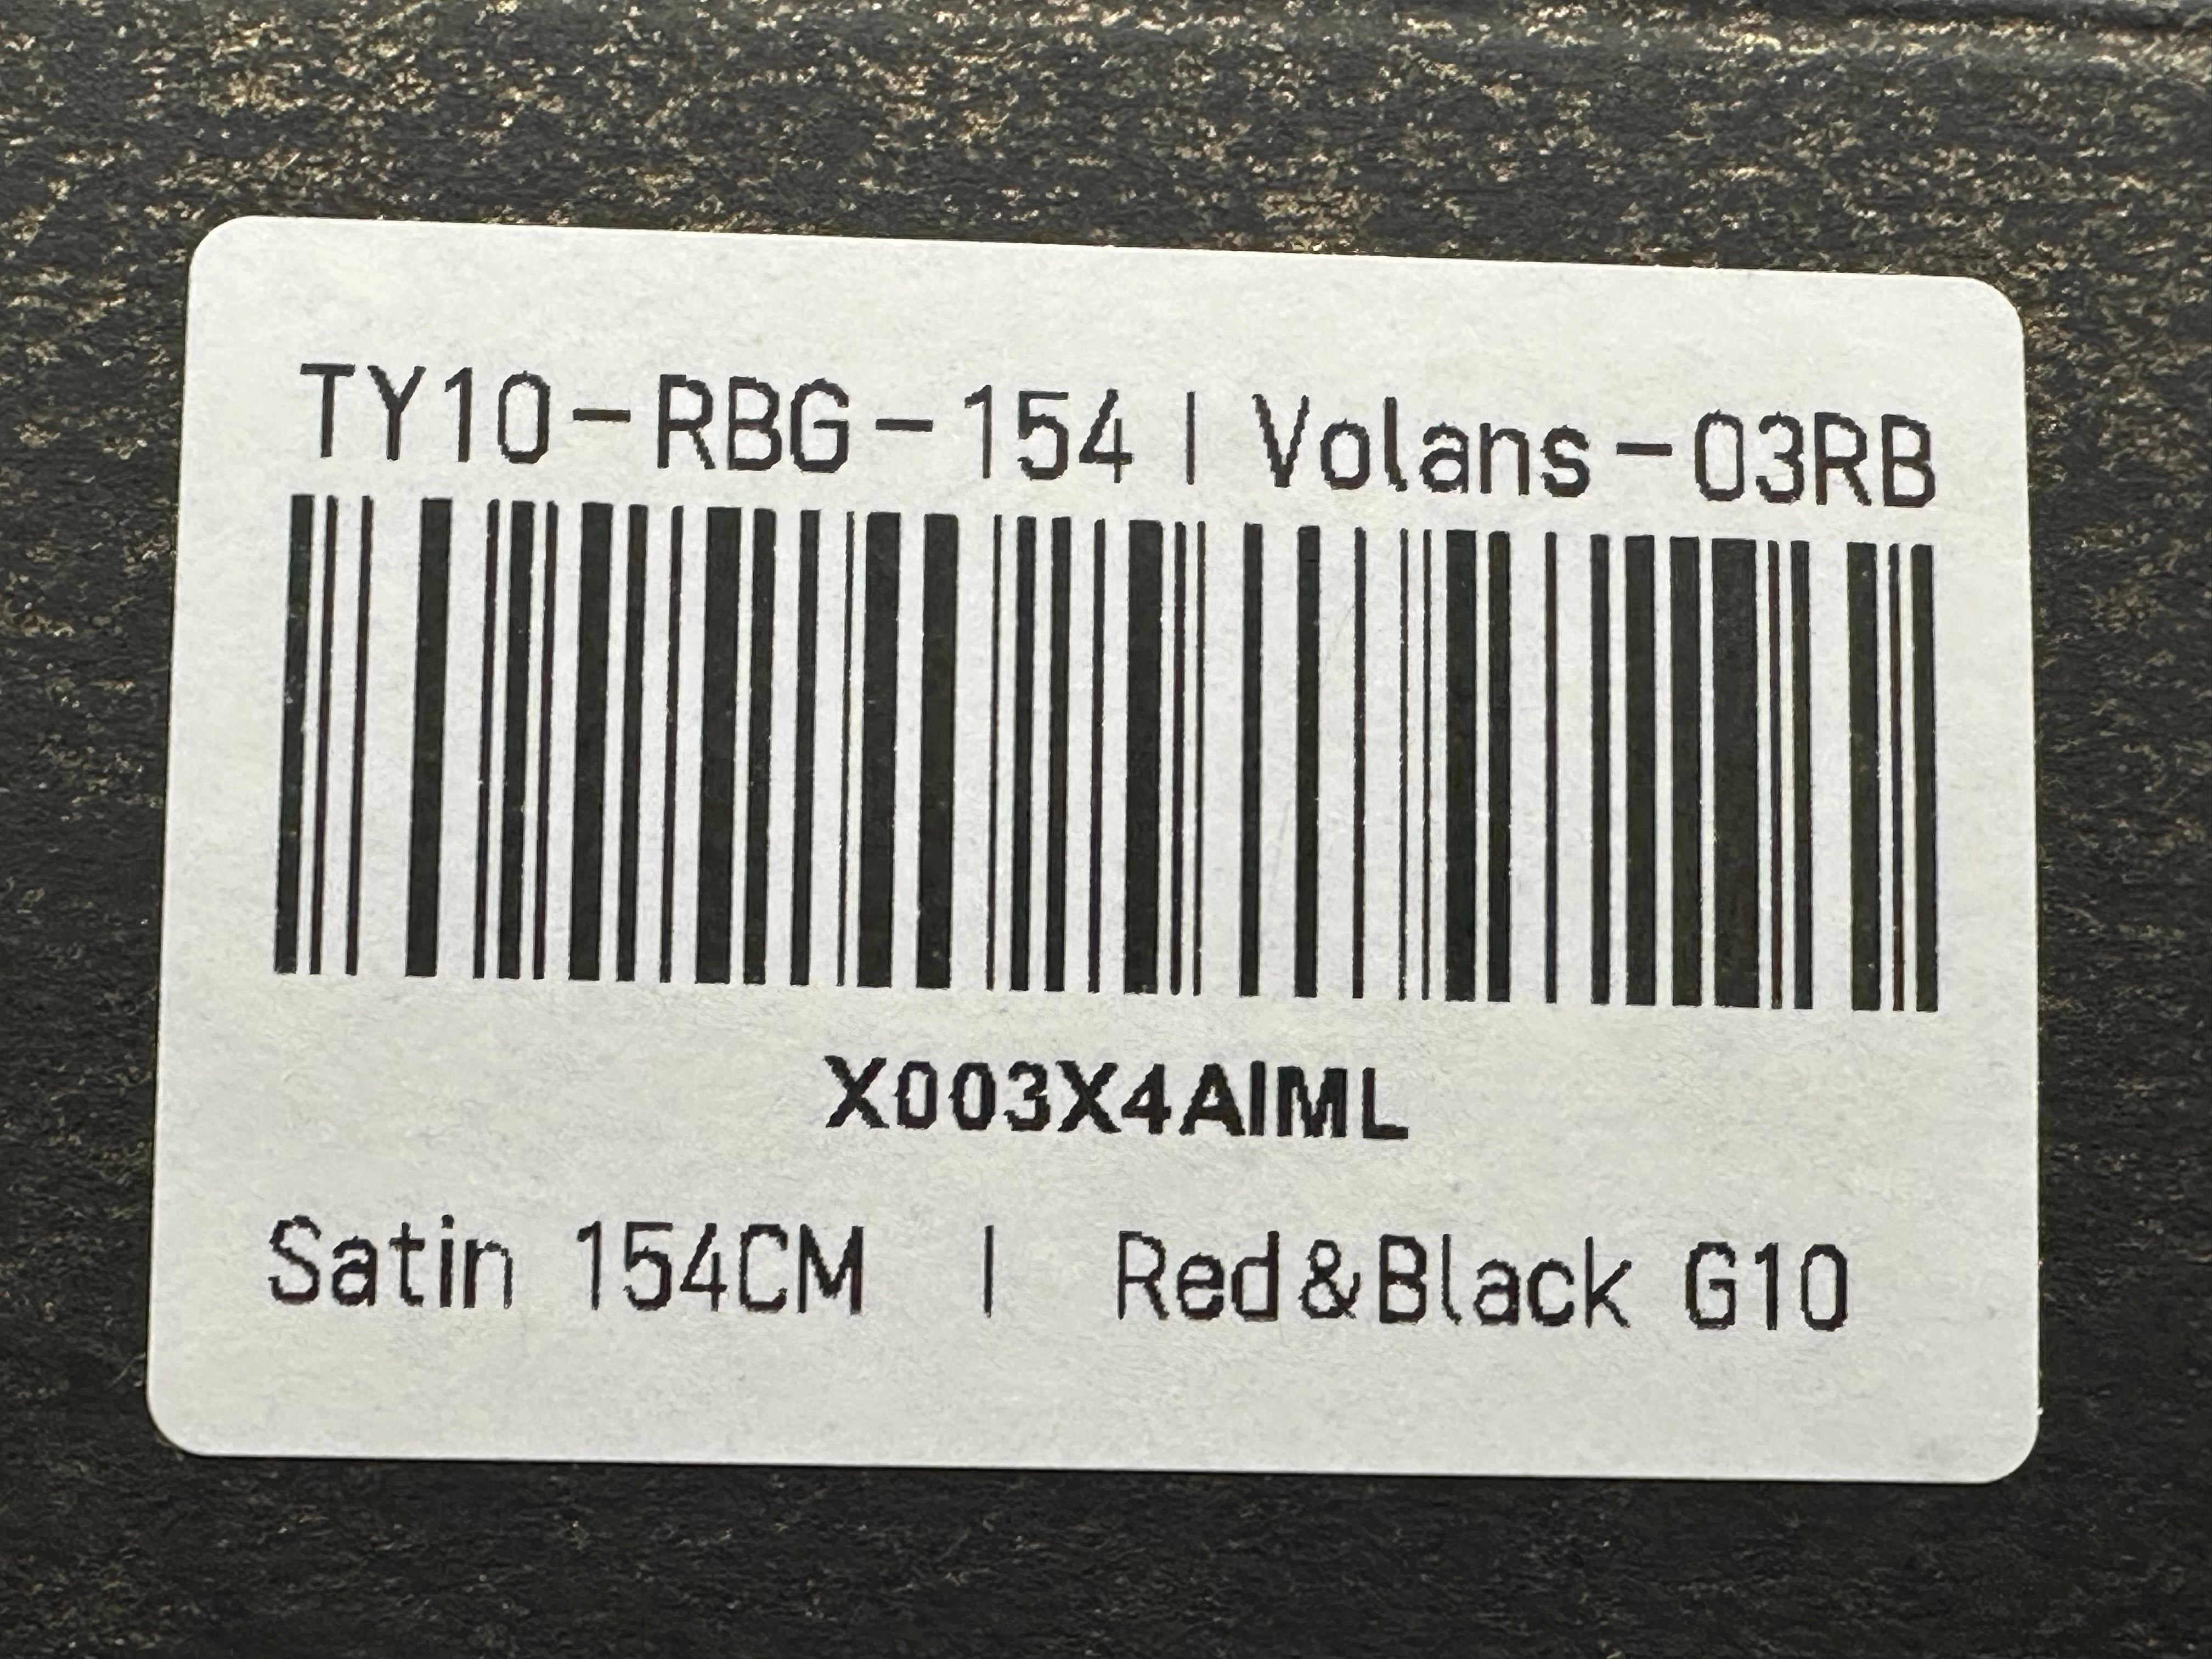 TY10-RBG-154 | Volans-03RB
X003X4AIML
Satin 154CM | Red&Black G10